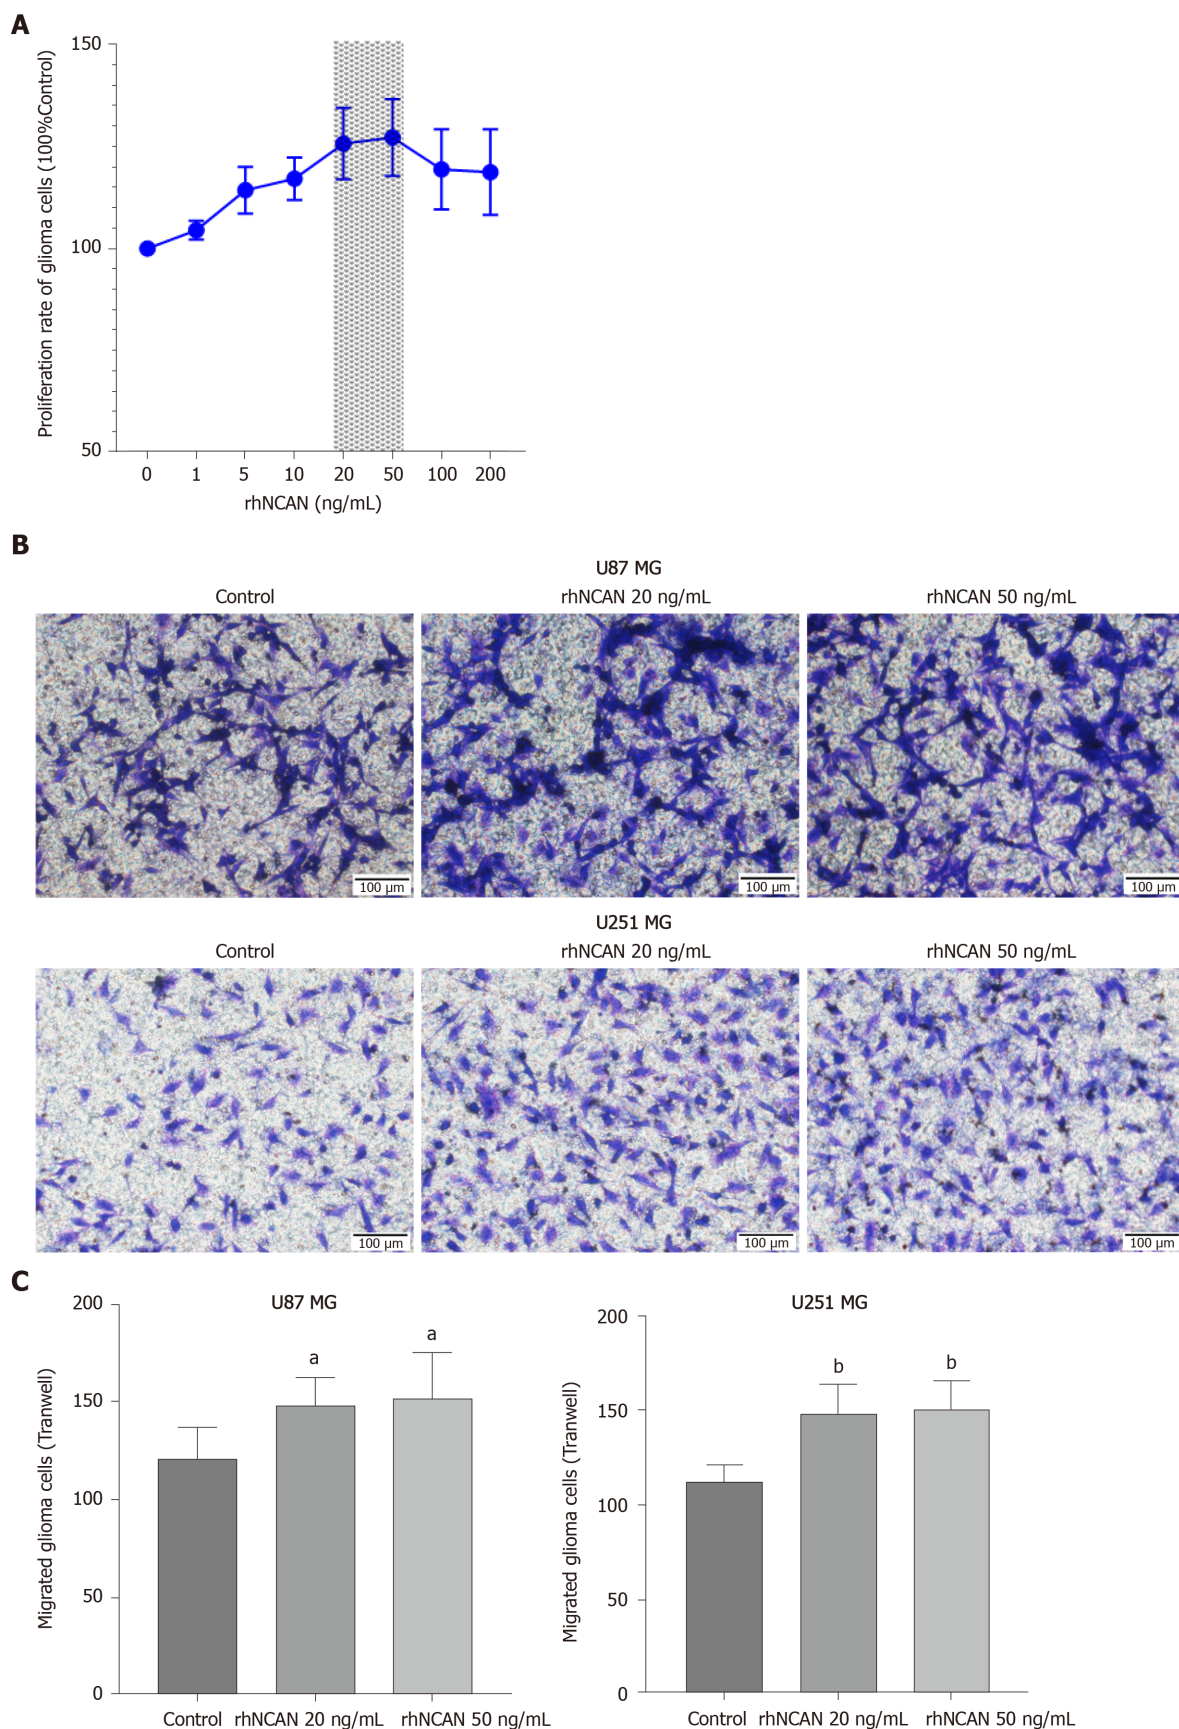 A
Proliferation rate of glioma cells (100%Control)
150
100
50
0 1 5 10 20 50 100 200
rhNCAN (ng/mL)
B
U87 MG
Control rhNCAN 20 ng/mL rhNCAN 50 ng/mL
100 µm 100 µm 100 µm
U251 MG
Control rhNCAN 20 ng/mL rhNCAN 50 ng/mL
100 µm 100 µm 100 µm
C
U87 MG
Migrated glioma cells (Tranwell)
200
150
100
50
0
a
a
Control rhNCAN 20 ng/mL rhNCAN 50 ng/mL
U251 MG
Migrated glioma cells (Tranwell)
200
150
100
50
0
b
b
Control rhNCAN 20 ng/mL rhNCAN 50 ng/mL